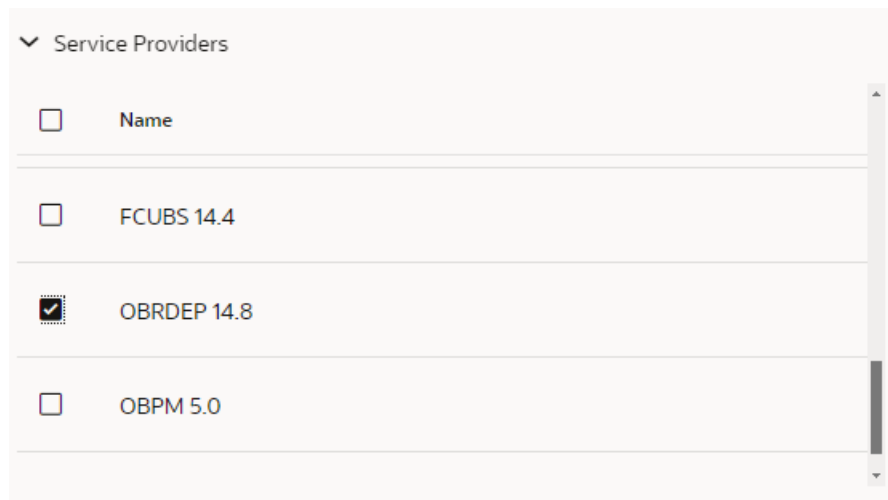 Service Providers
Name
FCUBS 14.4
OBRDEP 14.8
OBPM 5.0